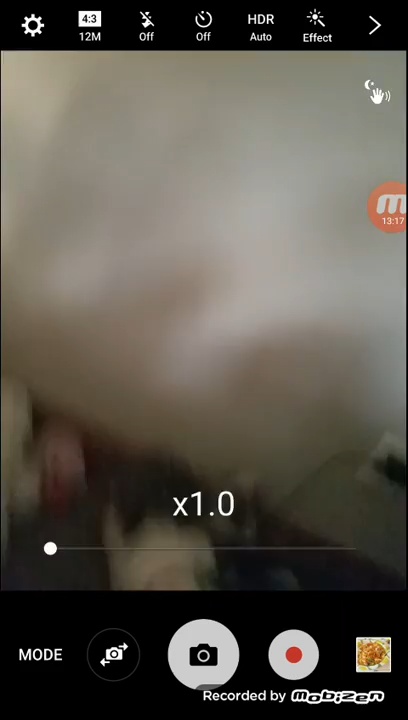 4:3
12M
Off
Off
HDR
Auto
Effect
13:17
x1.0
MODE
Recorded by Mobizen